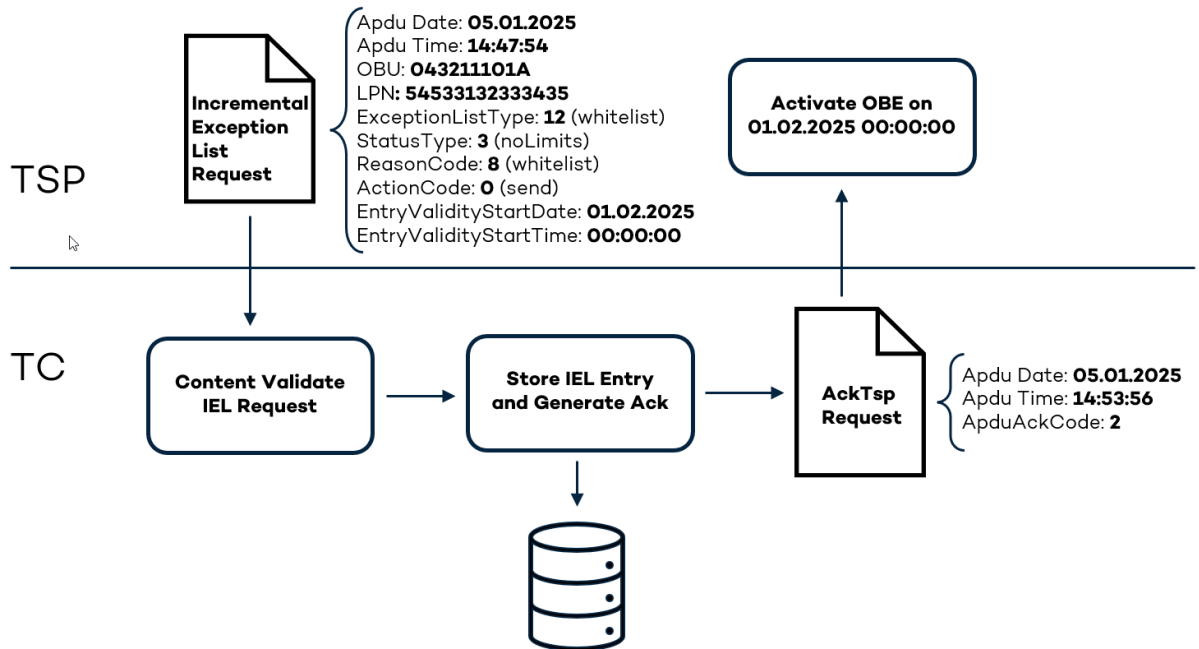 Apdu Date: 05.01.2025
Apdu Time: 14:47:54
OBU: 043211101A
LPN: 54533132333435
ExceptionListType: 12 (whitelist)
StatusType: 3 (noLimits)
ReasonCode: 8 (whitelist)
ActionCode: 0 (send)
EntryValidityStartDate: 01.02.2025
EntryValidityStartTime: 00:00:00
Incremental
Exception
List
Request
Activate OBE on
01.02.2025 00:00:00
TSP
TC
Content Validate
IEL Request
Store IEL Entry
and Generate Ack
AckTsp
Request
Apdu Date: 05.01.2025
Apdu Time: 14:53:56
ApduAckCode: 2